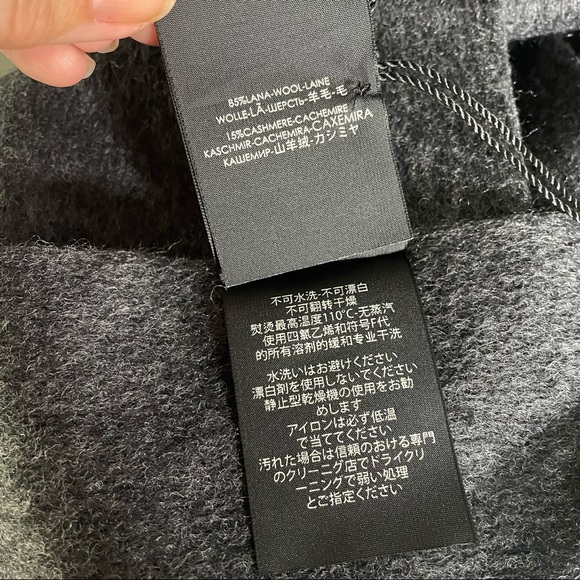 85%LANA-WOOL-LAINE
WOLLE-LÃ-ШЕРСТЬ-羊毛-毛
15%CASHMERE-CACHEMIRE
KASCHMIR-CACHEMIRA-CAXEMIRA
КАШЕМИР-山羊绒-カシミヤ
不可水洗-不可漂白
不可翻转干燥
熨烫最高温度110°C-无蒸汽
使用四氯乙烯和符号F代
的所有溶剂的缓和专业干洗
水洗いはお避けください
漂白剤を使用しないでください
静止型乾燥機の使用をお勧
めします
アイロンは必ず低温
で当ててください
汚れた場合は信頼のおける専門
のクリーニング店でドライクリ
ーニングで弱い処理
とご指定ください